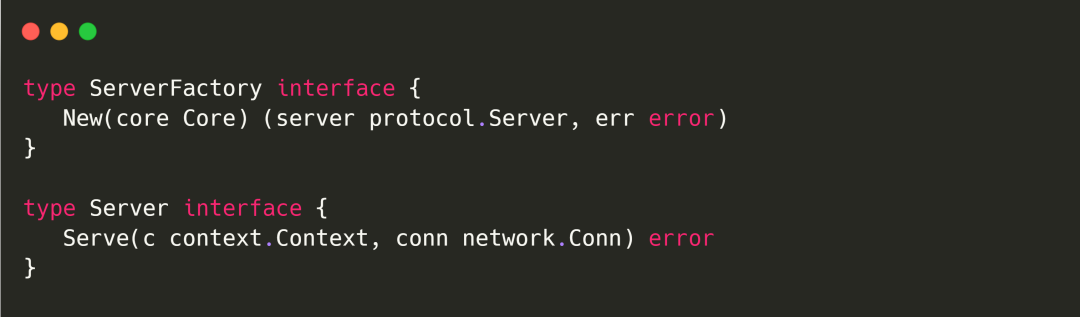 type ServerFactory interface {
   New(core Core) (server protocol.Server, err error)
}

type Server interface {
   Serve(c context.Context, conn network.Conn) error
}